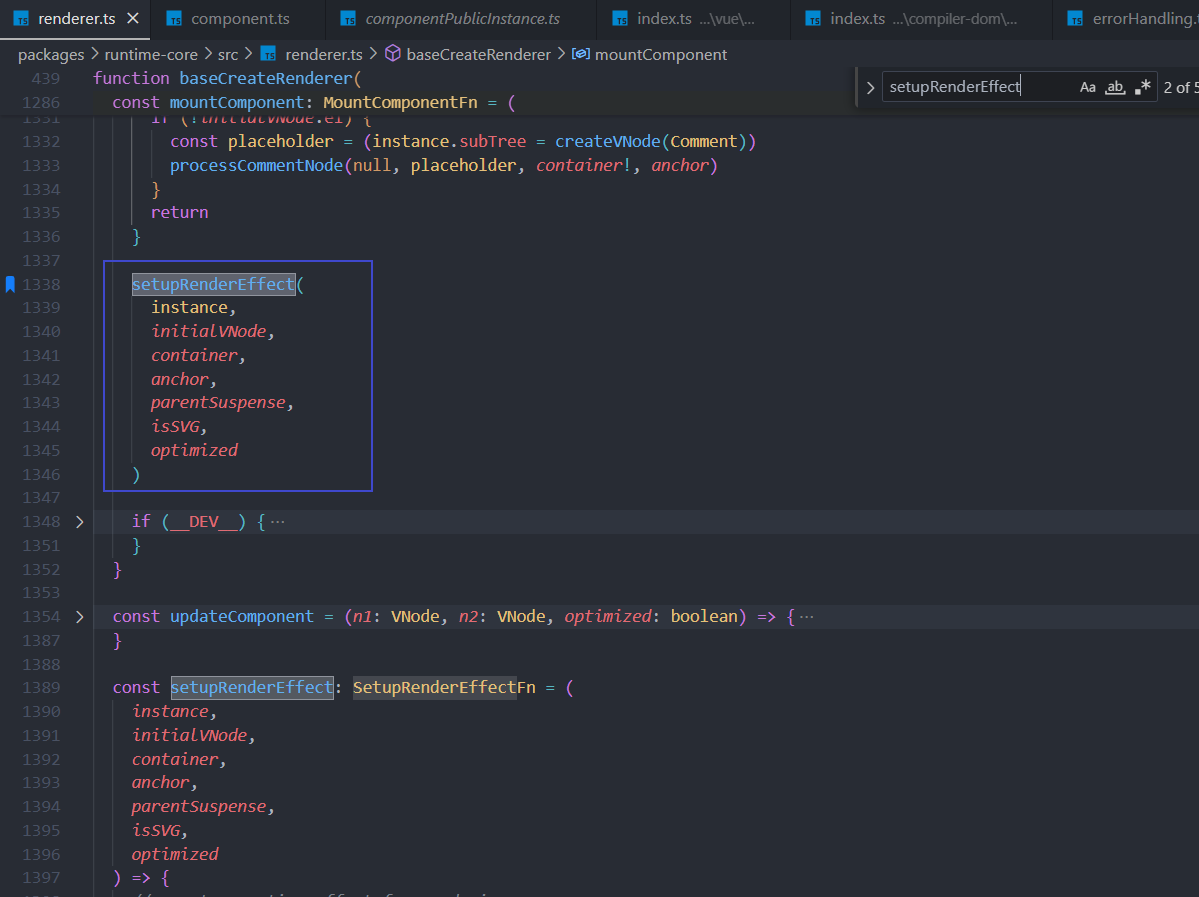 renderer.ts component.ts componentPublicInstance.ts index.ts ...\vue\... index.ts ...\compiler-dom\... errorHandling.
packages > runtime-core > src > renderer.ts > baseCreateRenderer > mountComponent
setupRenderEffect Aa ab .* 2 of 5
439 function baseCreateRenderer(
1286 const mountComponent: MountComponentFn = (
1331 if (!initialVNode.el) {
1332 const placeholder = (instance.subTree = createVNode(Comment))
1333 processCommentNode(null, placeholder, container!, anchor)
1334 }
1335 return
1336 }
1337
1338 setupRenderEffect(
1339 instance,
1340 initialVNode,
1341 container,
1342 anchor,
1343 parentSuspense,
1344 isSVG,
1345 optimized
1346 )
1347
1348 if (__DEV__) { ···
1351 }
1352 }
1353
1354 const updateComponent = (n1: VNode, n2: VNode, optimized: boolean) => { ···
1387 }
1388
1389 const setupRenderEffect: SetupRenderEffectFn = (
1390 instance,
1391 initialVNode,
1392 container,
1393 anchor,
1394 parentSuspense,
1395 isSVG,
1396 optimized
1397 ) => {